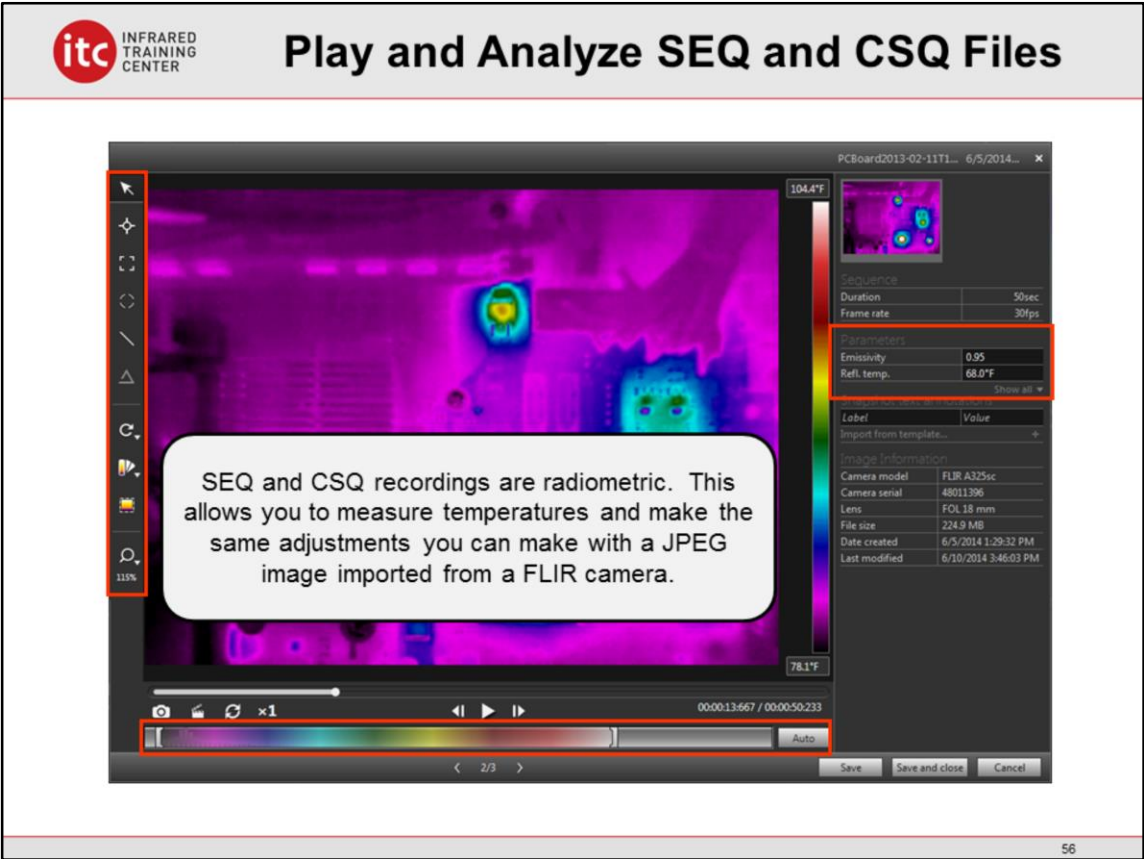 itc
INFRARED
TRAINING
CENTER
Play and Analyze SEQ and CSQ Files
PCBoard2013-02-11T1... 6/5/2014...
104.4°F
Sequence
Duration 50sec
Frame rate 30fps
Parameters
Emissivity 0.95
Refl. temp. 68.0°F
Show all
Snapshot text annotations
Label Value
Import from template... +
Image Information
Camera model FLIR A325sc
Camera serial 48011396
Lens FOL 18 mm
File size 224.9 MB
Date created 6/5/2014 1:29:32 PM
Last modified 6/10/2014 3:46:03 PM
SEQ and CSQ recordings are radiometric. This
allows you to measure temperatures and make the
same adjustments you can make with a JPEG
image imported from a FLIR camera.
115%
78.1°F
×1
00:00:13:667 / 00:00:50:233
Auto
2/3
Save
Save and close
Cancel
56